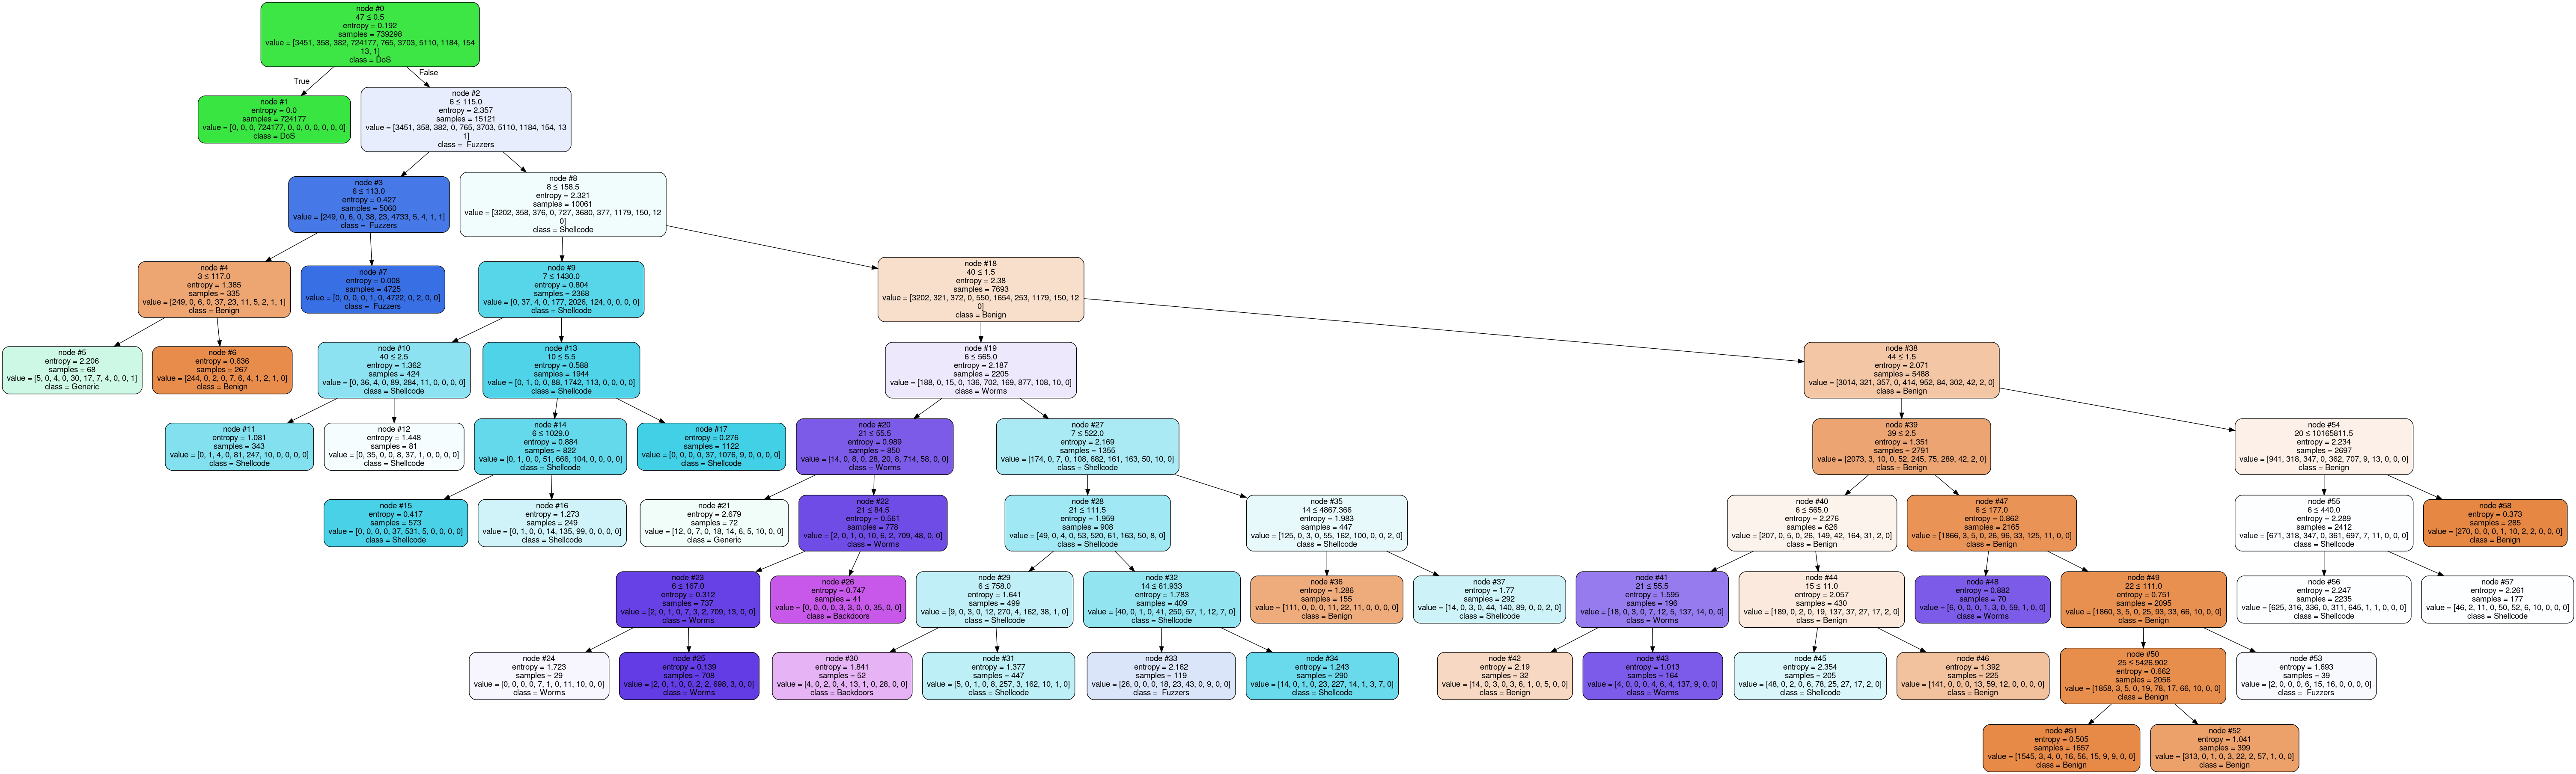 node #0
47 ≤ 0.5
entropy = 0.192
samples = 739298
value = [3451, 358, 382, 724177, 765, 3703, 5110, 1184, 154
13, 1]
class = DoS
True
False
node #1
entropy = 0.0
samples = 724177
value = [0, 0, 0, 724177, 0, 0, 0, 0, 0, 0, 0]
class = DoS
node #2
6 ≤ 115.0
entropy = 2.357
samples = 15121
value = [3451, 358, 382, 0, 765, 3703, 5110, 1184, 154, 13
1]
class = Fuzzers
node #3
6 ≤ 113.0
entropy = 0.427
samples = 5060
value = [249, 0, 6, 0, 38, 23, 4733, 5, 4, 1, 1]
class = Fuzzers
node #8
8 ≤ 158.5
entropy = 2.321
samples = 10061
value = [3202, 358, 376, 0, 727, 3680, 377, 1179, 150, 12
0]
class = Shellcode
node #4
3 ≤ 117.0
entropy = 1.385
samples = 335
value = [249, 0, 6, 0, 37, 23, 11, 5, 2, 1, 1]
class = Benign
node #7
entropy = 0.008
samples = 4725
value = [0, 0, 0, 0, 1, 0, 4722, 0, 2, 0, 0]
class = Fuzzers
node #9
7 ≤ 1430.0
entropy = 0.804
samples = 2368
value = [0, 37, 4, 0, 177, 2026, 124, 0, 0, 0, 0]
class = Shellcode
node #18
40 ≤ 1.5
entropy = 2.38
samples = 7693
value = [3202, 321, 372, 0, 550, 1654, 253, 1179, 150, 12
0]
class = Benign
node #5
entropy = 2.206
samples = 68
value = [5, 0, 4, 0, 30, 17, 7, 4, 0, 0, 1]
class = Generic
node #6
entropy = 0.636
samples = 267
value = [244, 0, 2, 0, 7, 6, 4, 1, 2, 1, 0]
class = Benign
node #10
40 ≤ 2.5
entropy = 1.362
samples = 424
value = [0, 36, 4, 0, 89, 284, 11, 0, 0, 0, 0]
class = Shellcode
node #13
10 ≤ 5.5
entropy = 0.588
samples = 1944
value = [0, 1, 0, 0, 88, 1742, 113, 0, 0, 0, 0]
class = Shellcode
node #19
6 ≤ 565.0
entropy = 2.187
samples = 2205
value = [188, 0, 15, 0, 136, 702, 169, 877, 108, 10, 0]
class = Worms
node #38
44 ≤ 1.5
entropy = 2.071
samples = 5488
value = [3014, 321, 357, 0, 414, 952, 84, 302, 42, 2, 0]
class = Benign
node #11
entropy = 1.081
samples = 343
value = [0, 1, 4, 0, 81, 247, 10, 0, 0, 0, 0]
class = Shellcode
node #12
entropy = 1.448
samples = 81
value = [0, 35, 0, 0, 8, 37, 1, 0, 0, 0, 0]
class = Shellcode
node #14
6 ≤ 1029.0
entropy = 0.884
samples = 822
value = [0, 1, 0, 0, 51, 666, 104, 0, 0, 0, 0]
class = Shellcode
node #17
entropy = 0.276
samples = 1122
value = [0, 0, 0, 0, 37, 1076, 9, 0, 0, 0, 0]
class = Shellcode
node #20
21 ≤ 55.5
entropy = 0.989
samples = 850
value = [14, 0, 8, 0, 28, 20, 8, 714, 58, 0, 0]
class = Worms
node #27
7 ≤ 522.0
entropy = 2.169
samples = 1355
value = [174, 0, 7, 0, 108, 682, 161, 163, 50, 10, 0]
class = Shellcode
node #39
39 ≤ 2.5
entropy = 1.351
samples = 2791
value = [2073, 3, 10, 0, 52, 245, 75, 289, 42, 2, 0]
class = Benign
node #54
20 ≤ 10165811.5
entropy = 2.234
samples = 2697
value = [941, 318, 347, 0, 362, 707, 9, 13, 0, 0, 0]
class = Benign
node #15
entropy = 0.417
samples = 573
value = [0, 0, 0, 0, 37, 531, 5, 0, 0, 0, 0]
class = Shellcode
node #16
entropy = 1.273
samples = 249
value = [0, 1, 0, 0, 14, 135, 99, 0, 0, 0, 0]
class = Shellcode
node #21
entropy = 2.679
samples = 72
value = [12, 0, 7, 0, 18, 14, 6, 5, 10, 0, 0]
class = Generic
node #22
21 ≤ 84.5
entropy = 0.561
samples = 778
value = [2, 0, 1, 0, 10, 6, 2, 709, 48, 0, 0]
class = Worms
node #28
21 ≤ 111.5
entropy = 1.959
samples = 908
value = [49, 0, 4, 0, 53, 520, 61, 163, 50, 8, 0]
class = Shellcode
node #35
14 ≤ 4867.366
entropy = 1.983
samples = 447
value = [125, 0, 3, 0, 55, 162, 100, 0, 0, 2, 0]
class = Shellcode
node #40
6 ≤ 565.0
entropy = 2.276
samples = 626
value = [207, 0, 5, 0, 26, 149, 42, 164, 31, 2, 0]
class = Benign
node #47
6 ≤ 177.0
entropy = 0.862
samples = 2165
value = [1866, 3, 5, 0, 26, 96, 33, 125, 11, 0, 0]
class = Benign
node #55
6 ≤ 440.0
entropy = 2.289
samples = 2412
value = [671, 318, 347, 0, 361, 697, 7, 11, 0, 0, 0]
class = Shellcode
node #58
entropy = 0.373
samples = 285
value = [270, 0, 0, 0, 1, 10, 2, 2, 0, 0, 0]
class = Benign
node #23
6 ≤ 167.0
entropy = 0.312
samples = 737
value = [2, 0, 1, 0, 7, 3, 2, 709, 13, 0, 0]
class = Worms
node #26
entropy = 0.747
samples = 41
value = [0, 0, 0, 0, 3, 3, 0, 0, 35, 0, 0]
class = Backdoors
node #29
6 ≤ 758.0
entropy = 1.641
samples = 499
value = [9, 0, 3, 0, 12, 270, 4, 162, 38, 1, 0]
class = Shellcode
node #32
14 ≤ 61.933
entropy = 1.783
samples = 409
value = [40, 0, 1, 0, 41, 250, 57, 1, 12, 7, 0]
class = Shellcode
node #36
entropy = 1.286
samples = 155
value = [111, 0, 0, 0, 11, 22, 11, 0, 0, 0, 0]
class = Benign
node #37
entropy = 1.77
samples = 292
value = [14, 0, 3, 0, 44, 140, 89, 0, 0, 2, 0]
class = Shellcode
node #41
21 ≤ 55.5
entropy = 1.595
samples = 196
value = [18, 0, 3, 0, 7, 12, 5, 137, 14, 0, 0]
class = Worms
node #44
15 ≤ 11.0
entropy = 2.057
samples = 430
value = [189, 0, 2, 0, 19, 137, 37, 27, 17, 2, 0]
class = Benign
node #48
entropy = 0.882
samples = 70
value = [6, 0, 0, 0, 1, 3, 0, 59, 1, 0, 0]
class = Worms
node #49
22 ≤ 111.0
entropy = 0.751
samples = 2095
value = [1860, 3, 5, 0, 25, 93, 33, 66, 10, 0, 0]
class = Benign
node #56
entropy = 2.247
samples = 2235
value = [625, 316, 336, 0, 311, 645, 1, 1, 0, 0, 0]
class = Shellcode
node #57
entropy = 2.261
samples = 177
value = [46, 2, 11, 0, 50, 52, 6, 10, 0, 0, 0]
class = Shellcode
node #24
entropy = 1.723
samples = 29
value = [0, 0, 0, 0, 7, 1, 0, 11, 10, 0, 0]
class = Worms
node #25
entropy = 0.139
samples = 708
value = [2, 0, 1, 0, 0, 2, 2, 698, 3, 0, 0]
class = Worms
node #30
entropy = 1.841
samples = 52
value = [4, 0, 2, 0, 4, 13, 1, 0, 28, 0, 0]
class = Backdoors
node #31
entropy = 1.377
samples = 447
value = [5, 0, 1, 0, 8, 257, 3, 162, 10, 1, 0]
class = Shellcode
node #33
entropy = 2.162
samples = 119
value = [26, 0, 0, 0, 18, 23, 43, 0, 9, 0, 0]
class = Fuzzers
node #34
entropy = 1.243
samples = 290
value = [14, 0, 1, 0, 23, 227, 14, 1, 3, 7, 0]
class = Shellcode
node #42
entropy = 2.19
samples = 32
value = [14, 0, 3, 0, 3, 6, 1, 0, 5, 0, 0]
class = Benign
node #43
entropy = 1.013
samples = 164
value = [4, 0, 0, 0, 4, 6, 4, 137, 9, 0, 0]
class = Worms
node #45
entropy = 2.354
samples = 205
value = [48, 0, 2, 0, 6, 78, 25, 27, 17, 2, 0]
class = Shellcode
node #46
entropy = 1.392
samples = 225
value = [141, 0, 0, 0, 13, 59, 12, 0, 0, 0, 0]
class = Benign
node #50
25 ≤ 5426.902
entropy = 0.662
samples = 2056
value = [1858, 3, 5, 0, 19, 78, 17, 66, 10, 0, 0]
class = Benign
node #53
entropy = 1.693
samples = 39
value = [2, 0, 0, 0, 6, 15, 16, 0, 0, 0, 0]
class = Fuzzers
node #51
entropy = 0.505
samples = 1657
value = [1545, 3, 4, 0, 16, 56, 15, 9, 9, 0, 0]
class = Benign
node #52
entropy = 1.041
samples = 399
value = [313, 0, 1, 0, 3, 22, 2, 57, 1, 0, 0]
class = Benign